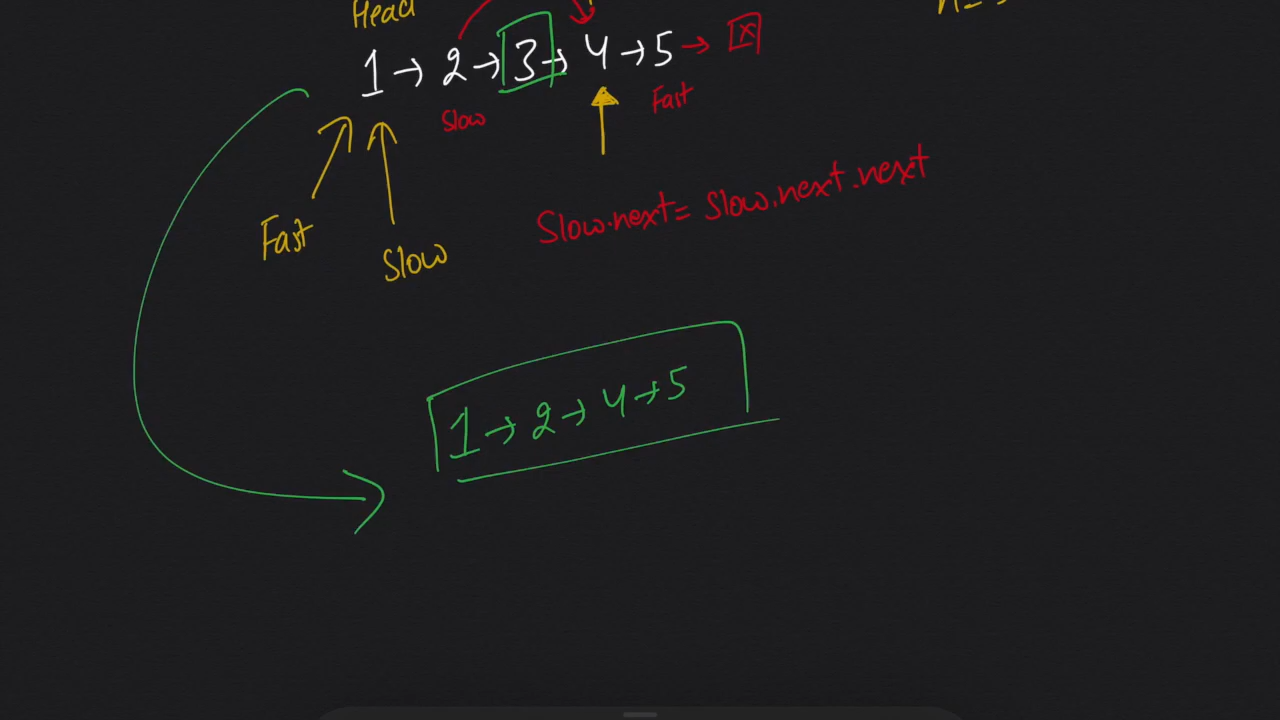 Head
1 → 2 → 3 → 4 → 5 → x
Slow
Fast
Slow.next = Slow.next.next
Fast
Slow
1 → 2 → 4 → 5